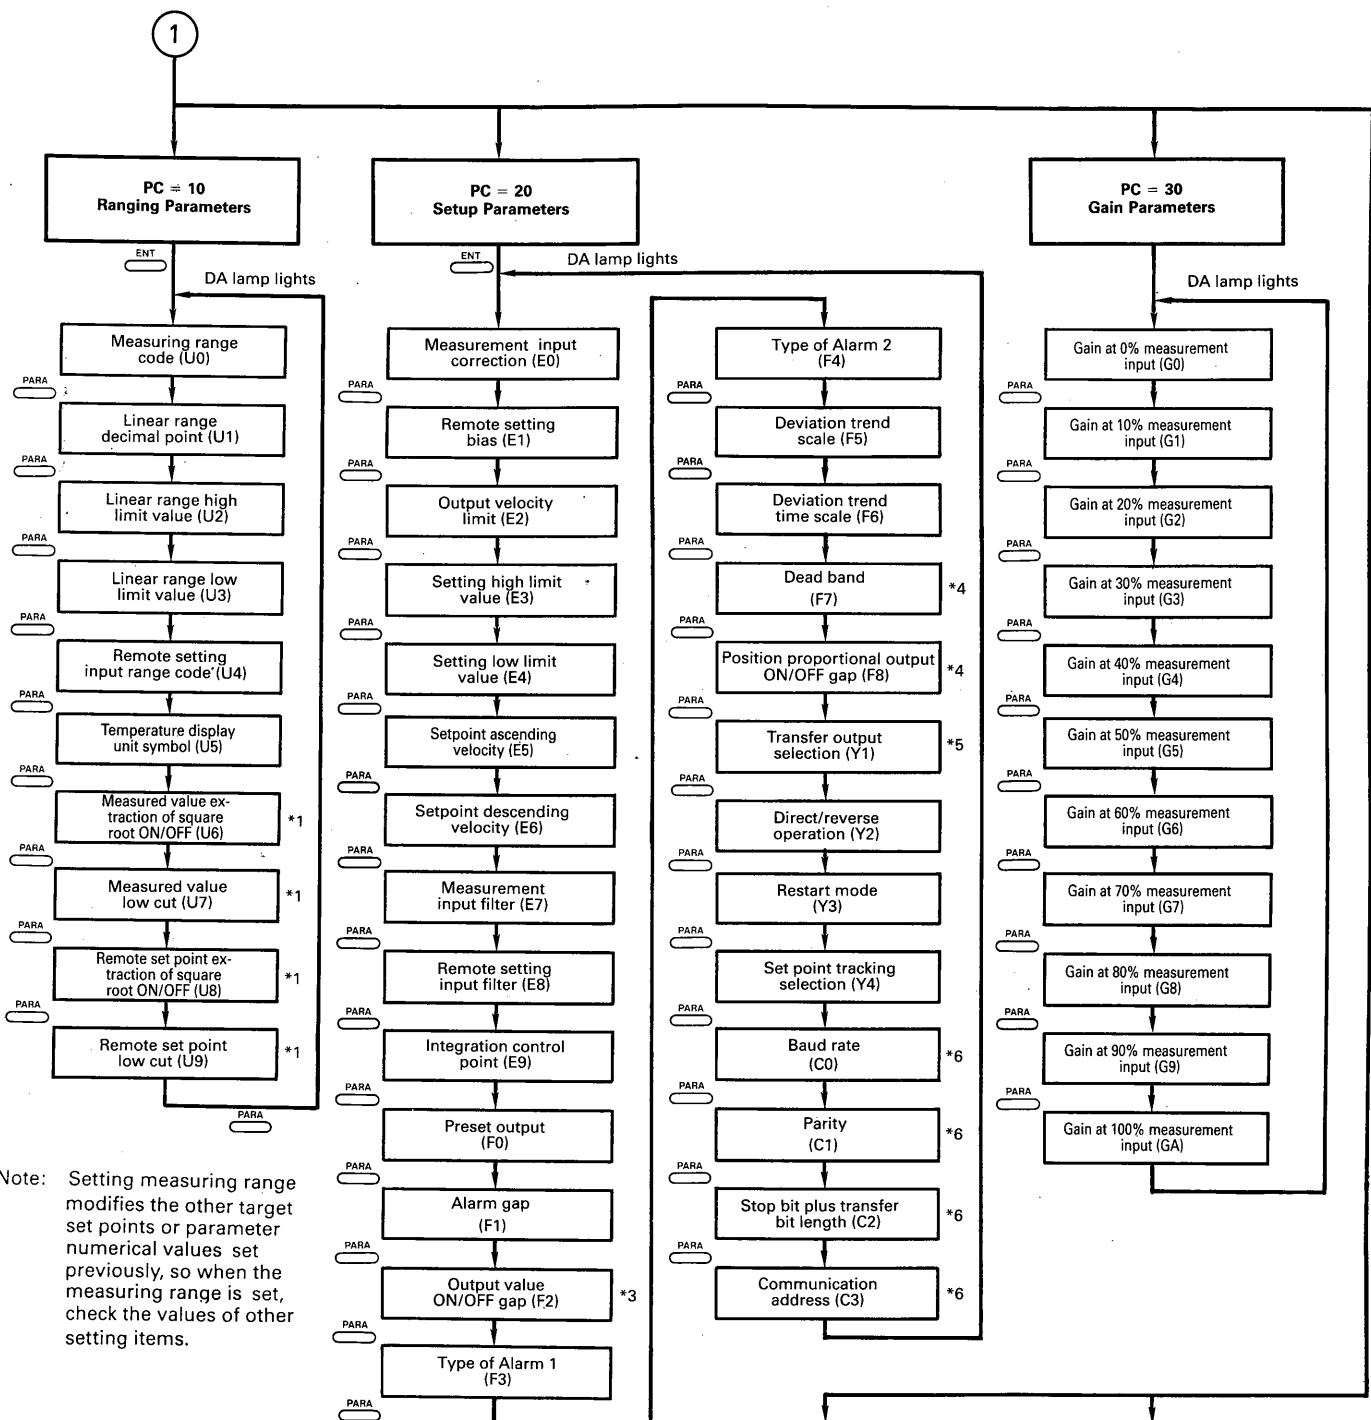 1
PC = 10
Ranging Parameters
ENT
DA lamp lights
Measuring range
code (U0)
PARA
Linear range
decimal point (U1)
PARA
Linear range high
limit value (U2)
PARA
Linear range low
limit value (U3)
PARA
Remote setting
input range code (U4)
PARA
Temperature display
unit symbol (U5)
PARA
Measured value ex-
traction of square
root ON/OFF (U6)
*1
PARA
Measured value
low cut (U7)
*1
PARA
Remote set point ex-
traction of square
root ON/OFF (U8)
*1
PARA
Remote set point
low cut (U9)
*1
PARA
Note: Setting measuring range
modifies the other target
set points or parameter
numerical values set
previously, so when the
measuring range is set,
check the values of other
setting items.
PC = 20
Setup Parameters
ENT
DA lamp lights
Measurement input
correction (E0)
PARA
Remote setting
bias (E1)
PARA
Output velocity
limit (E2)
PARA
Setting high limit
value (E3)
PARA
Setting low limit
value (E4)
PARA
Setpoint ascending
velocity (E5)
PARA
Setpoint descending
velocity (E6)
PARA
Measurement
input filter (E7)
PARA
Remote setting
input filter (E8)
PARA
Integration control
point (E9)
PARA
Preset output
(F0)
PARA
Alarm gap
(F1)
PARA
Output value
ON/OFF gap (F2)
*3
PARA
Type of Alarm 1
(F3)
PARA
Type of Alarm 2
(F4)
PARA
Deviation trend
scale (F5)
PARA
Deviation trend
time scale (F6)
PARA
Dead band
(F7)
*4
PARA
Position proportional output
ON/OFF gap (F8)
*4
PARA
Transfer output
selection (Y1)
*5
PARA
Direct/reverse
operation (Y2)
PARA
Restart mode
(Y3)
PARA
Set point tracking
selection (Y4)
PARA
Baud rate
(C0)
*6
PARA
Parity
(C1)
*6
PARA
Stop bit plus transfer
bit length (C2)
*6
PARA
Communication
address (C3)
*6
PC = 30
Gain Parameters
DA lamp lights
Gain at 0% measurement
input (G0)
PARA
Gain at 10% measurement
input (G1)
PARA
Gain at 20% measurement
input (G2)
PARA
Gain at 30% measurement
input (G3)
PARA
Gain at 40% measurement
input (G4)
PARA
Gain at 50% measurement
input (G5)
PARA
Gain at 60% measurement
input (G6)
PARA
Gain at 70% measurement
input (G7)
PARA
Gain at 80% measurement
input (G8)
PARA
Gain at 90% measurement
input (G9)
PARA
Gain at 100% measurement
input (GA)